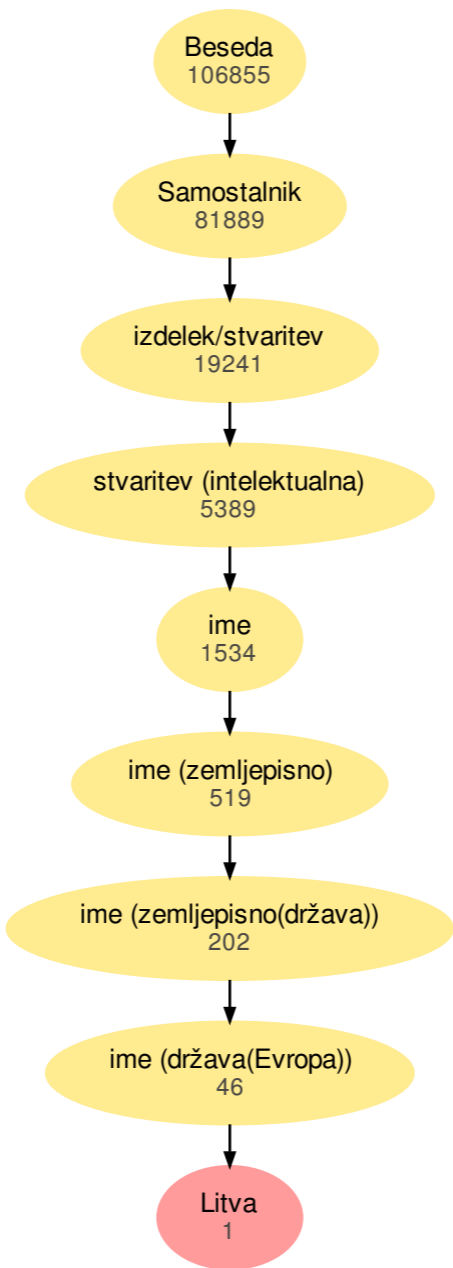 Beseda
106855
Samostalnik
81889
izdelek/stvaritev
19241
stvaritev (intelektualna)
5389
ime
1534
ime (zemljepisno)
519
ime (zemljepisno(država))
202
ime (država(Evropa))
46
Litva
1